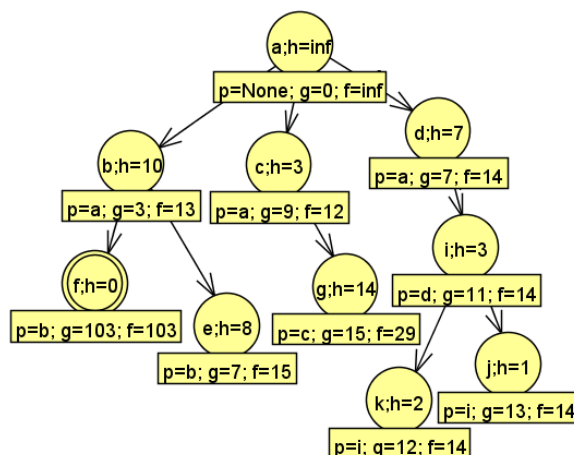 a;h=inf
p=None; g=0; f=inf
b;h=10
p=a; g=3; f=13
c;h=3
p=a; g=9; f=12
d;h=7
p=a; g=7; f=14
f;h=0
p=b; g=103; f=103
e;h=8
p=b; g=7; f=15
g;h=14
p=c; g=15; f=29
i;h=3
p=d; g=11; f=14
k;h=2
p=i; g=12; f=14
j;h=1
p=i; g=13; f=14